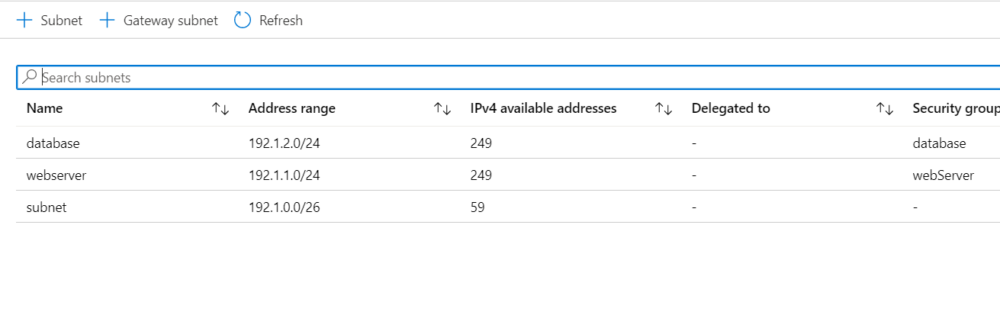 Subnet Gateway subnet Refresh
Search subnets
Name Address range IPv4 available addresses Delegated to Security group
database 192.1.2.0/24 249 - database
webserver 192.1.1.0/24 249 - webServer
subnet 192.1.0.0/26 59 - -